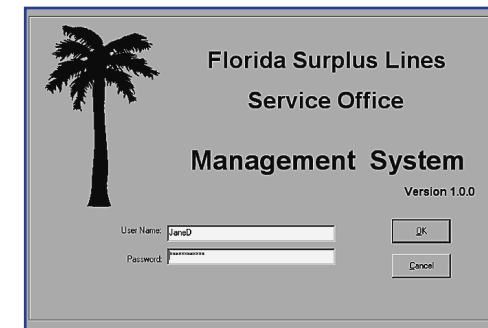 Florida Surplus Lines
Service Office
Management System
Version 1.0.0
User Name: JaneD
OK
Password: ***********
Cancel